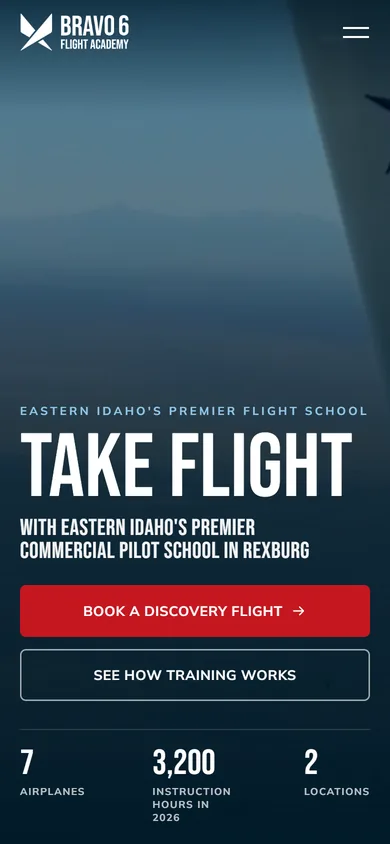 BRAVO 6
FLIGHT ACADEMY
EASTERN IDAHO'S PREMIER FLIGHT SCHOOL
TAKE FLIGHT
WITH EASTERN IDAHO'S PREMIER
COMMERCIAL PILOT SCHOOL IN REXBURG
BOOK A DISCOVERY FLIGHT →
SEE HOW TRAINING WORKS
7
AIRPLANES
3,200
INSTRUCTION
HOURS IN
2026
2
LOCATIONS